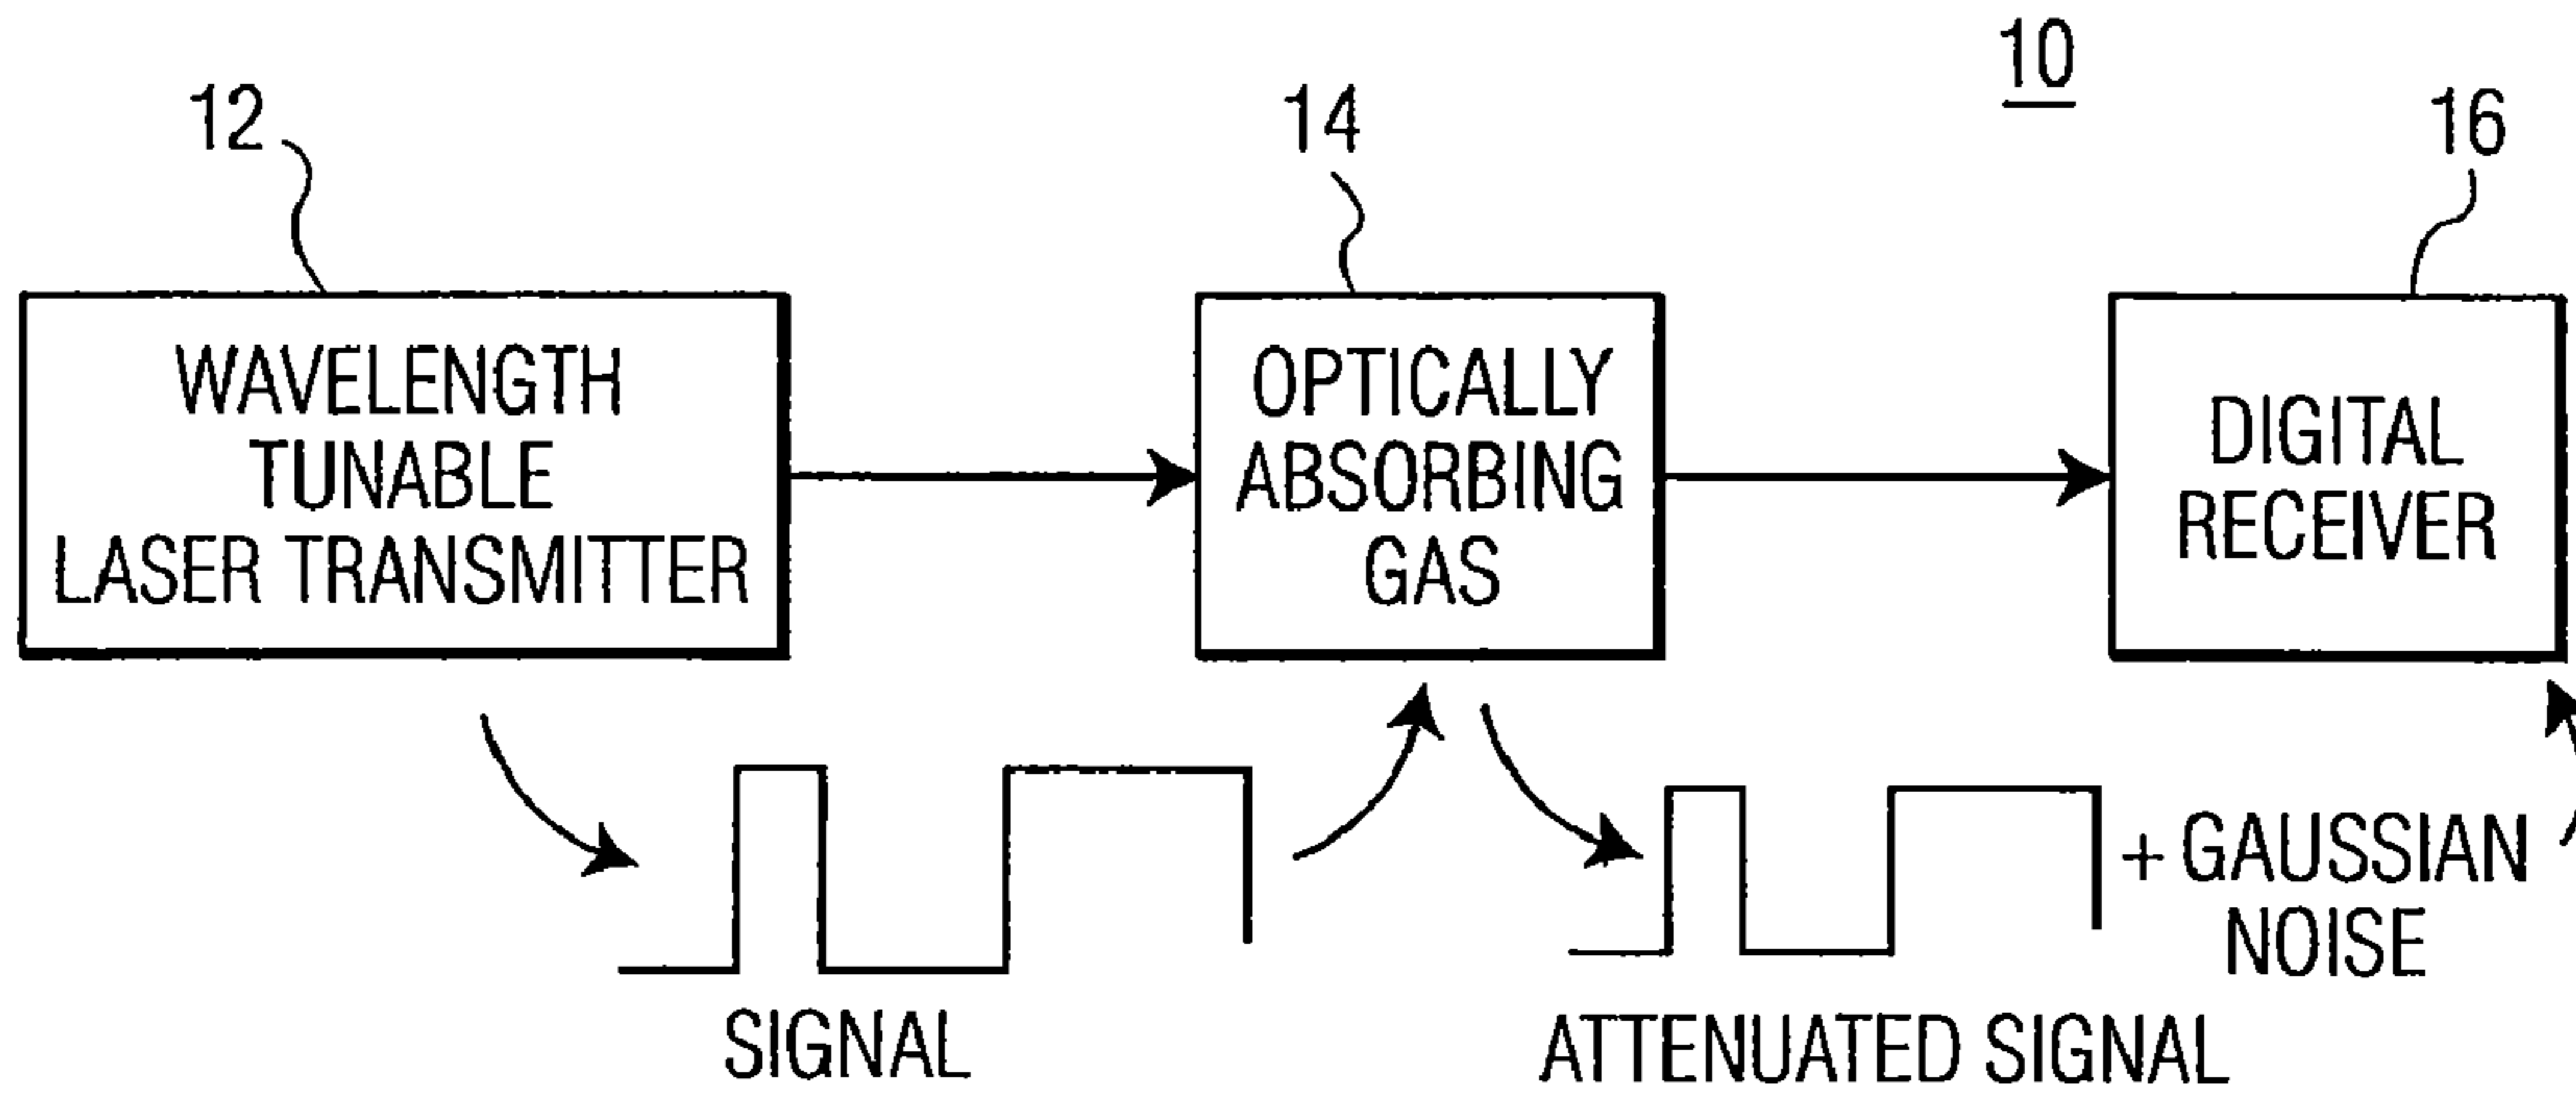 10
12
14
16
WAVELENGTH
TUNABLE
LASER TRANSMITTER
OPTICALLY
ABSORBING
GAS
DIGITAL
RECEIVER
SIGNAL
+ GAUSSIAN
NOISE
ATTENUATED SIGNAL